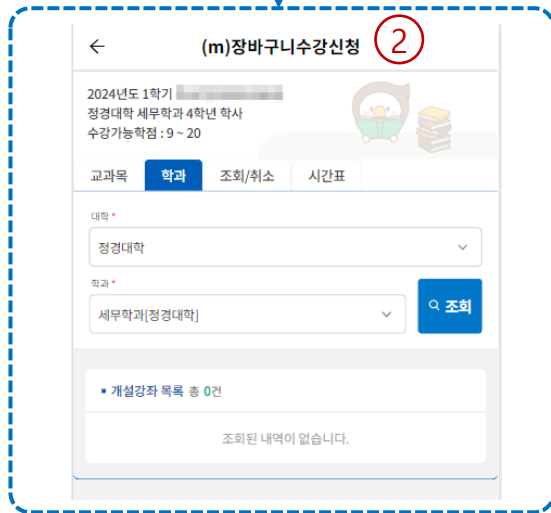 (m)장바구니수강신청
2
2024년도 1학기
정경대학 세무학과 4학년 학사
수강가능학점 : 9 ~ 20
교과목 학과 조회/취소 시간표
대학 *
정경대학
학과 *
세무학과[정경대학]
조회
▪ 개설강좌 목록 총 0건
조회된 내역이 없습니다.